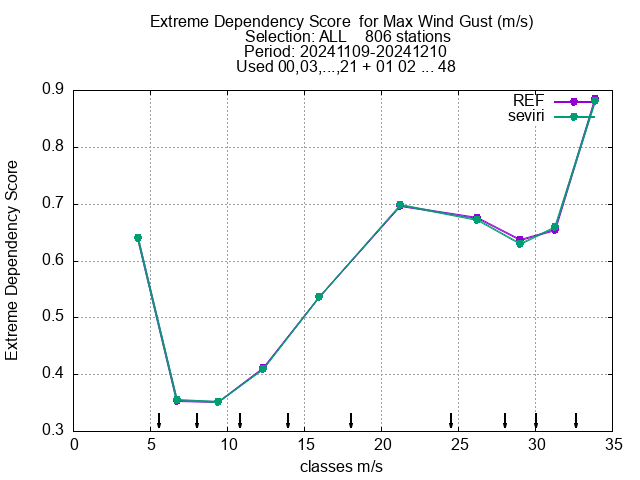 Extreme Dependency Score  for Max Wind Gust (m/s)
Selection: ALL    806 stations
Period: 20241109-20241210
Used 00,03,...,21 + 01 02 ... 48
REF
seviri
Extreme Dependency Score
0.9
0.8
0.7
0.6
0.5
0.4
0.3
0 5 10 15 20 25 30 35
classes m/s